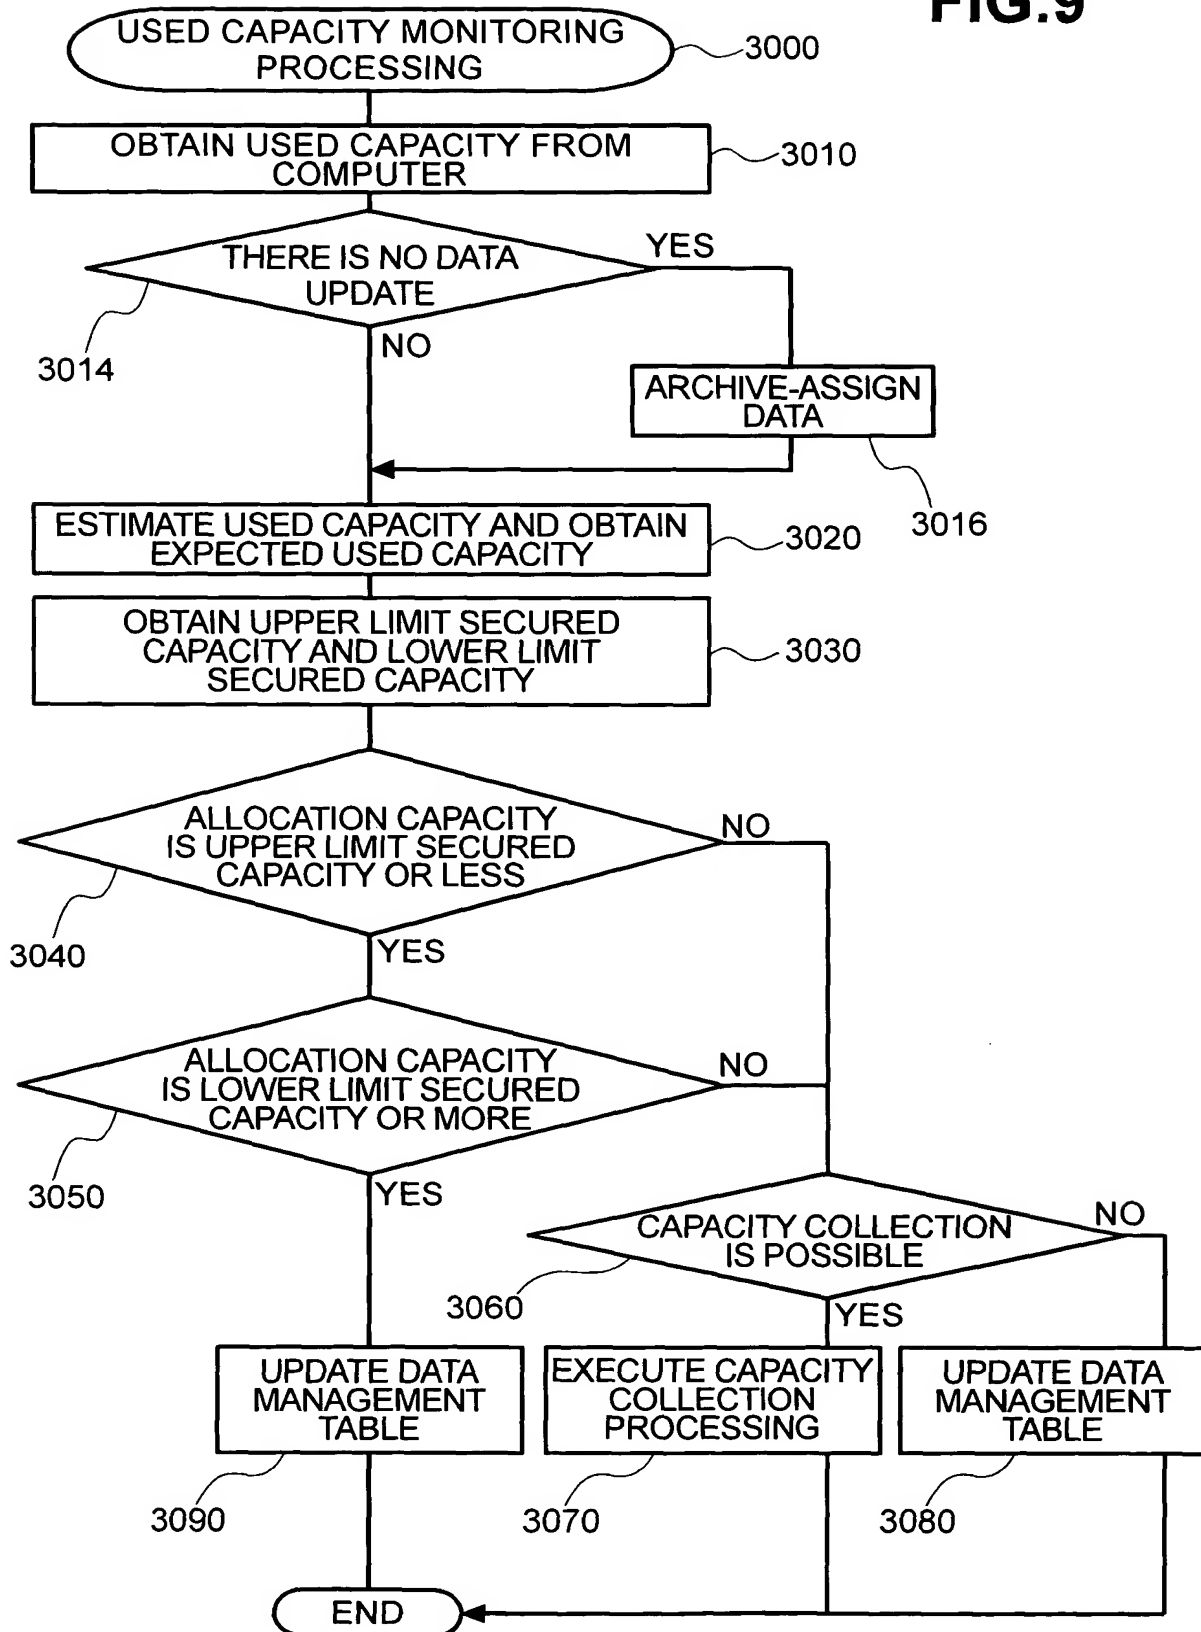 FIG.9
USED CAPACITY MONITORING
PROCESSING
3000
OBTAIN USED CAPACITY FROM
COMPUTER
3010
THERE IS NO DATA
UPDATE
YES
3014
NO
ARCHIVE-ASSIGN
DATA
3016
ESTIMATE USED CAPACITY AND OBTAIN
EXPECTED USED CAPACITY
3020
OBTAIN UPPER LIMIT SECURED
CAPACITY AND LOWER LIMIT
SECURED CAPACITY
3030
ALLOCATION CAPACITY
IS UPPER LIMIT SECURED
CAPACITY OR LESS
NO
3040
YES
ALLOCATION CAPACITY
IS LOWER LIMIT SECURED
CAPACITY OR MORE
NO
3050
YES
CAPACITY COLLECTION
IS POSSIBLE
NO
3060
YES
UPDATE DATA
MANAGEMENT
TABLE
3090
EXECUTE CAPACITY
COLLECTION
PROCESSING
3070
UPDATE DATA
MANAGEMENT
TABLE
3080
END